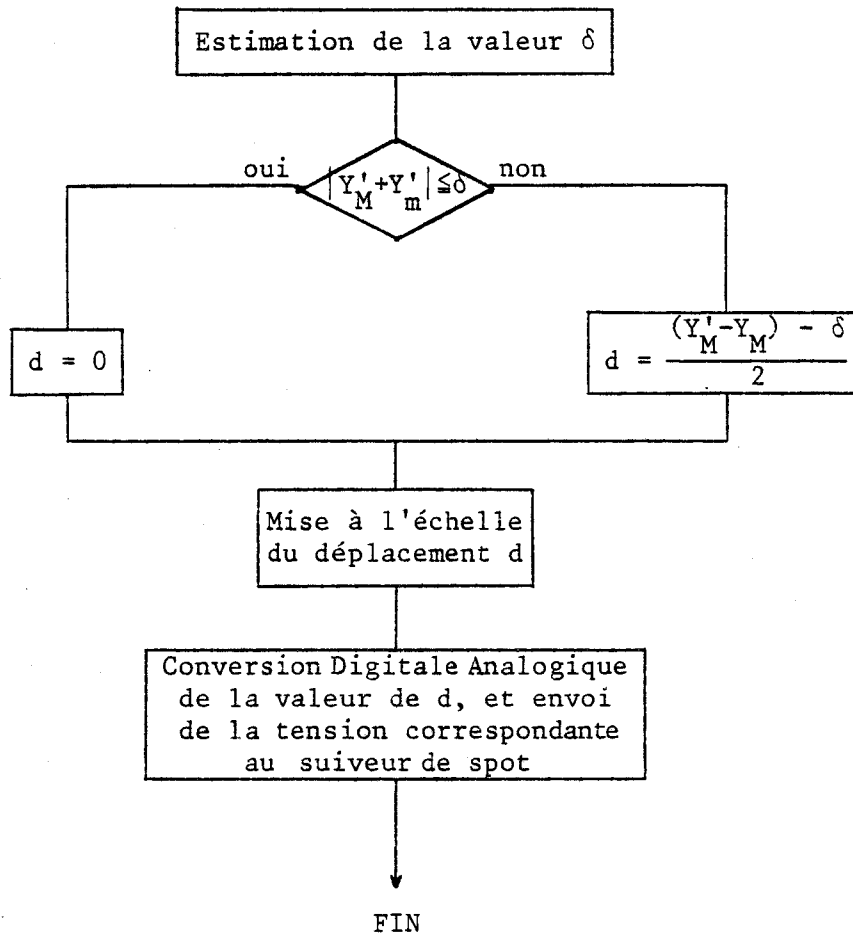 Estimation de la valeur δ
oui
|Y'M+Y'm|≦δ
non
d = 0
d = (Y'M-YM) - δ / 2
Mise à l'échelle
du déplacement d
Conversion Digitale Analogique
de la valeur de d, et envoi
de la tension correspondante
au suiveur de spot
FIN